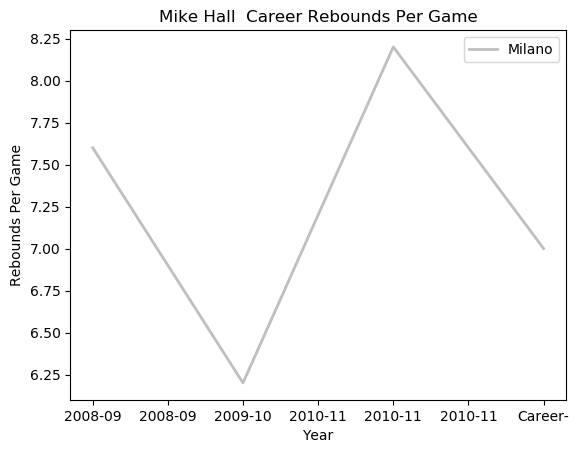 Mike Hall  Career Rebounds Per Game
Milano
8.25
8.00
7.75
7.50
7.25
7.00
6.75
6.50
6.25
Rebounds Per Game
2008-09 2008-09 2009-10 2010-11 2010-11 2010-11 Career-
Year